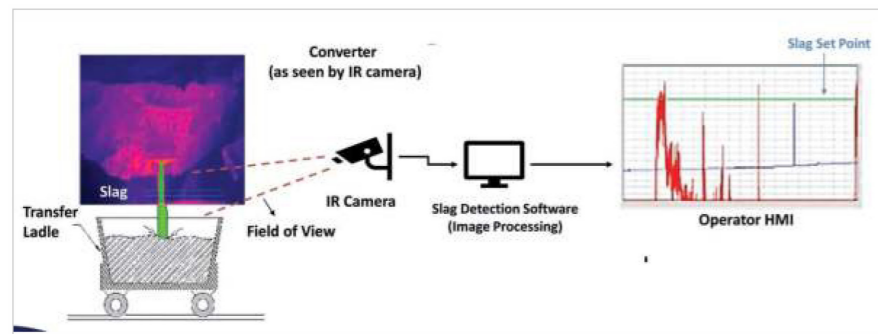 Converter
(as seen by IR camera)
Slag Set Point
Slag
Transfer
Ladle
Field of View
IR Camera
Slag Detection Software
(Image Processing)
Operator HMI